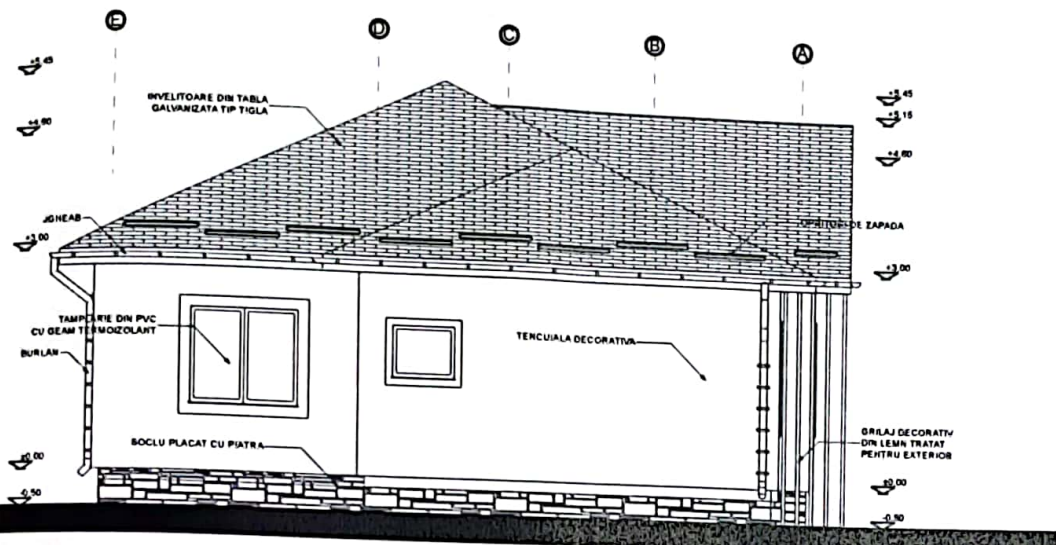 E
D
C
B
A
+5.45
+4.60
+3.00
±0.00
-0.50
INVELITOARE DIN TABLA
GALVANIZATA TIP TIGLA
JGHEAB
TAMPLARIE DIN PVC
CU GEAM TERMOIZOLANT
BURLAN
SOCLU PLACAT CU PIATRA
TENCUIALA DECORATIVA
OPRITORI DE ZAPADA
GRILAJ DECORATIV
DIN LEMN TRATAT
PENTRU EXTERIOR
+5.45
+5.15
+4.60
+3.00
±0.00
-0.50